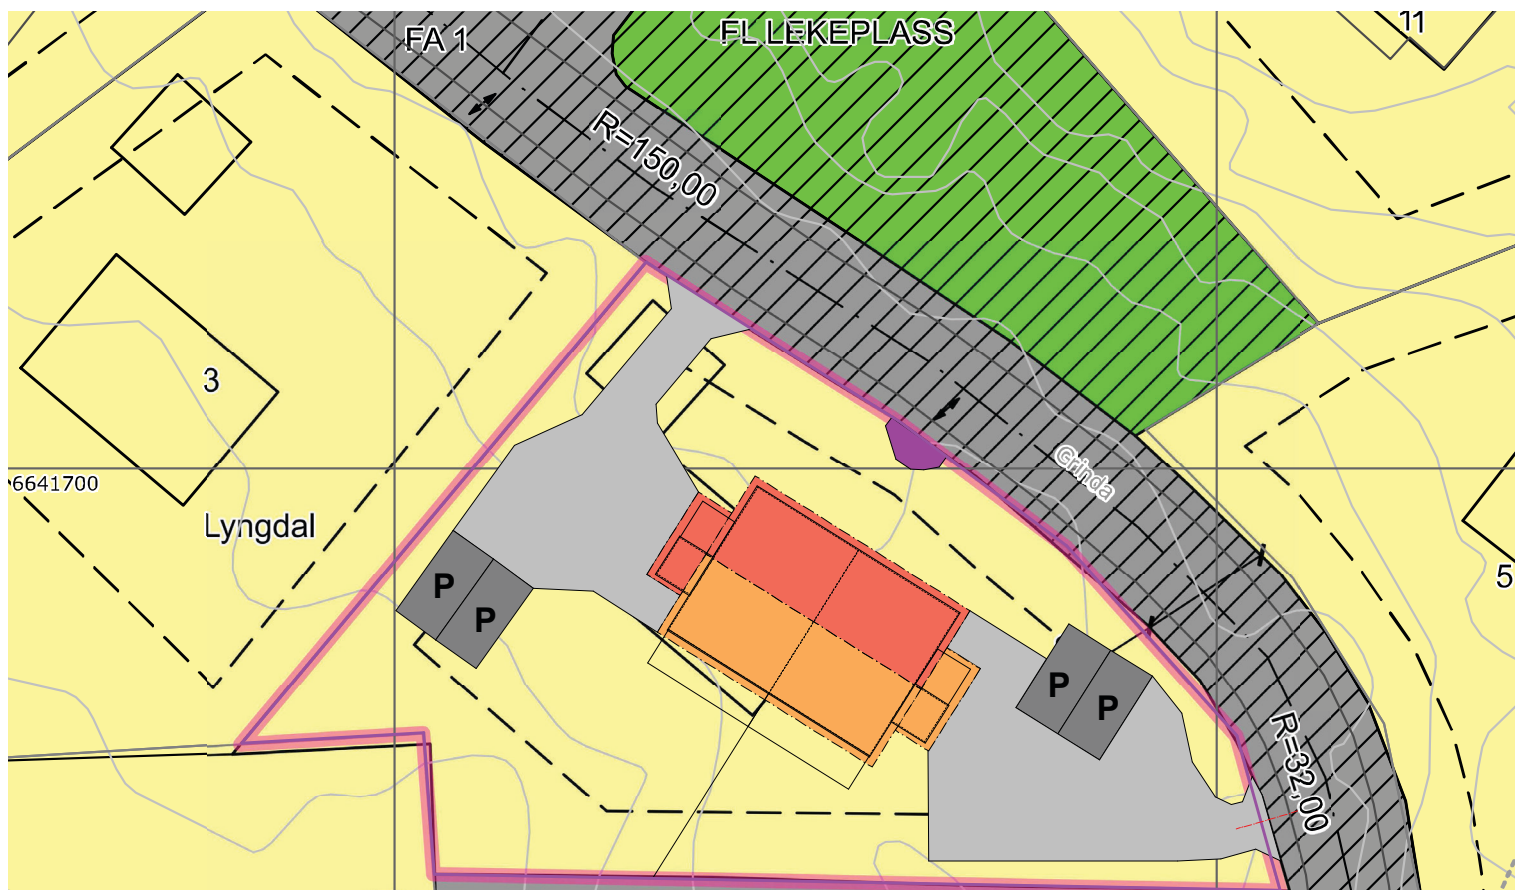 FA 1
FL LEKEPLASS
11
R=150,00
3
6641700
Lyngdal
Grinda
5
P
P
P
P
R=32,00